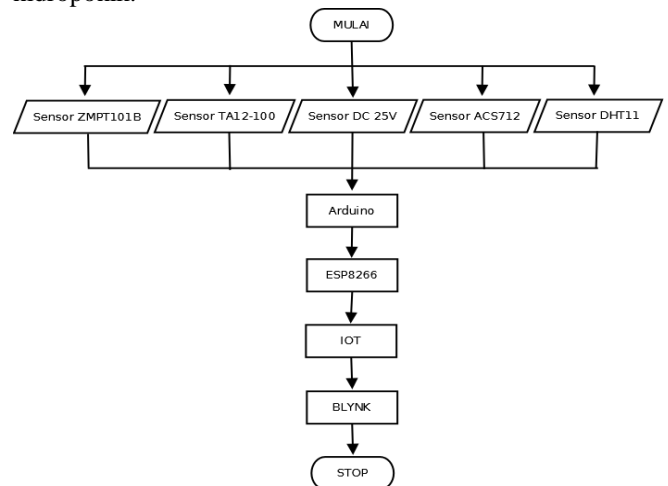 MULAI
Sensor ZMPT101B
Sensor TA12-100
Sensor DC 25V
Sensor ACS712
Sensor DHT11
Arduino
ESP8266
IOT
BLYNK
STOP